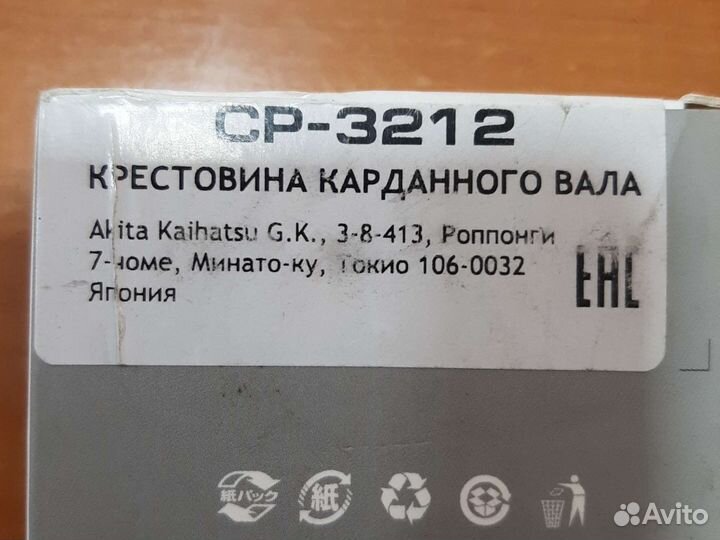 CP-3212
КРЕСТОВИНА КАРДАННОГО ВАЛА
Akita Kaihatsu G.K., 3-8-413, Роппонги
7-чоме, Минато-ку, Токио 106-0032
Япония
EAC
紙パック
紙
Avito